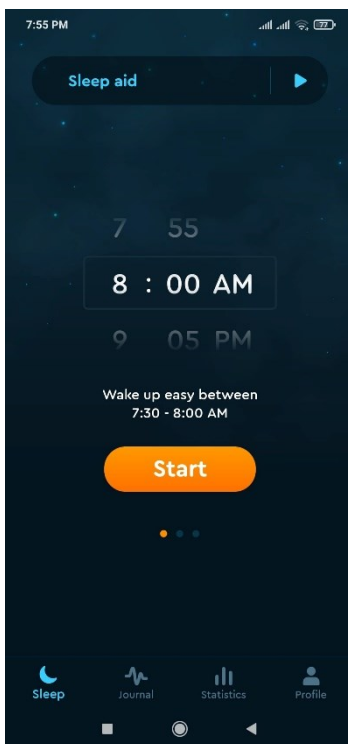 7:55 PM 77
Sleep aid
7 55
8 : 00 AM
9 05 PM
Wake up easy between
7:30 - 8:00 AM
Start
Sleep Journal Statistics Profile